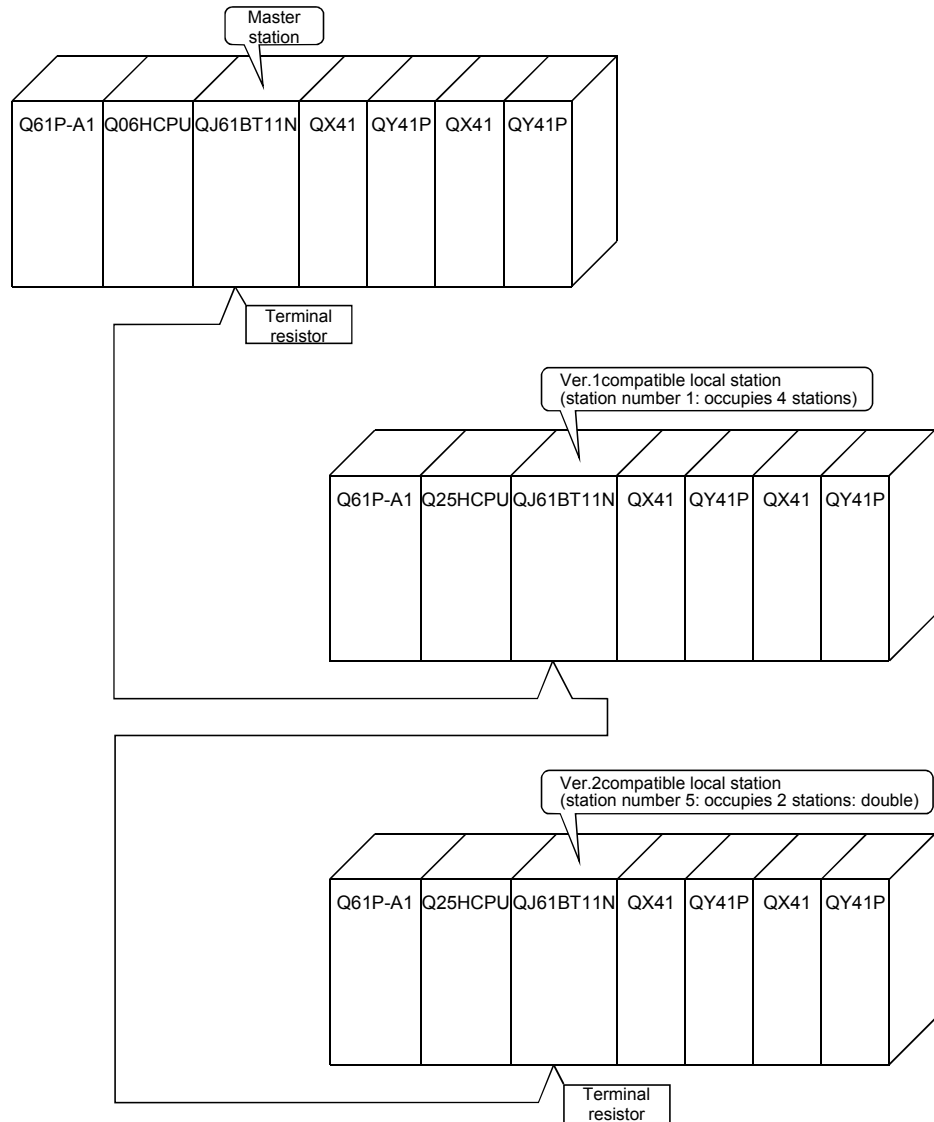 Master
station
Q61P-A1 Q06HCPU QJ61BT11N QX41 QY41P QX41 QY41P
Terminal
resistor
Ver.1compatible local station
(station number 1: occupies 4 stations)
Q61P-A1 Q25HCPU QJ61BT11N QX41 QY41P QX41 QY41P
Ver.2compatible local station
(station number 5: occupies 2 stations: double)
Q61P-A1 Q25HCPU QJ61BT11N QX41 QY41P QX41 QY41P
Terminal
resistor